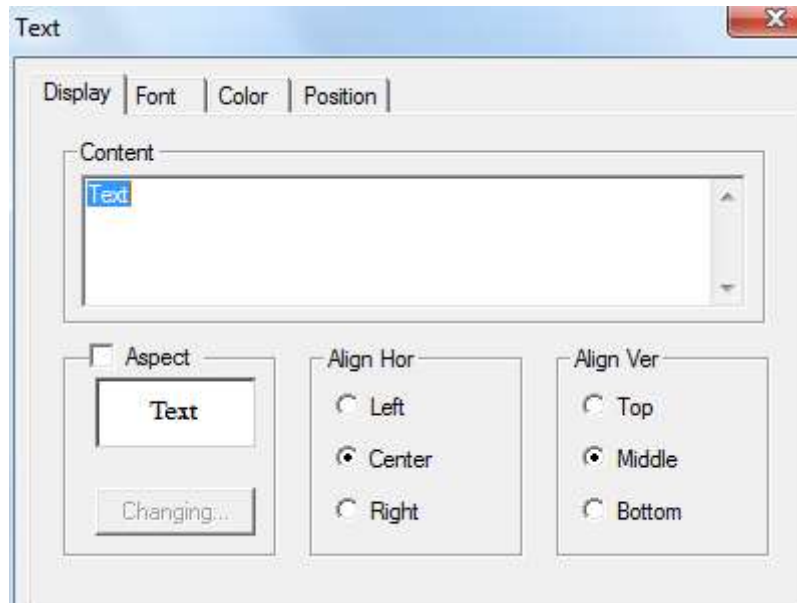 Text
Display Font Color Position
Content
Text
Aspect
Text
Changing...
Align Hor
Left
Center
Right
Align Ver
Top
Middle
Bottom